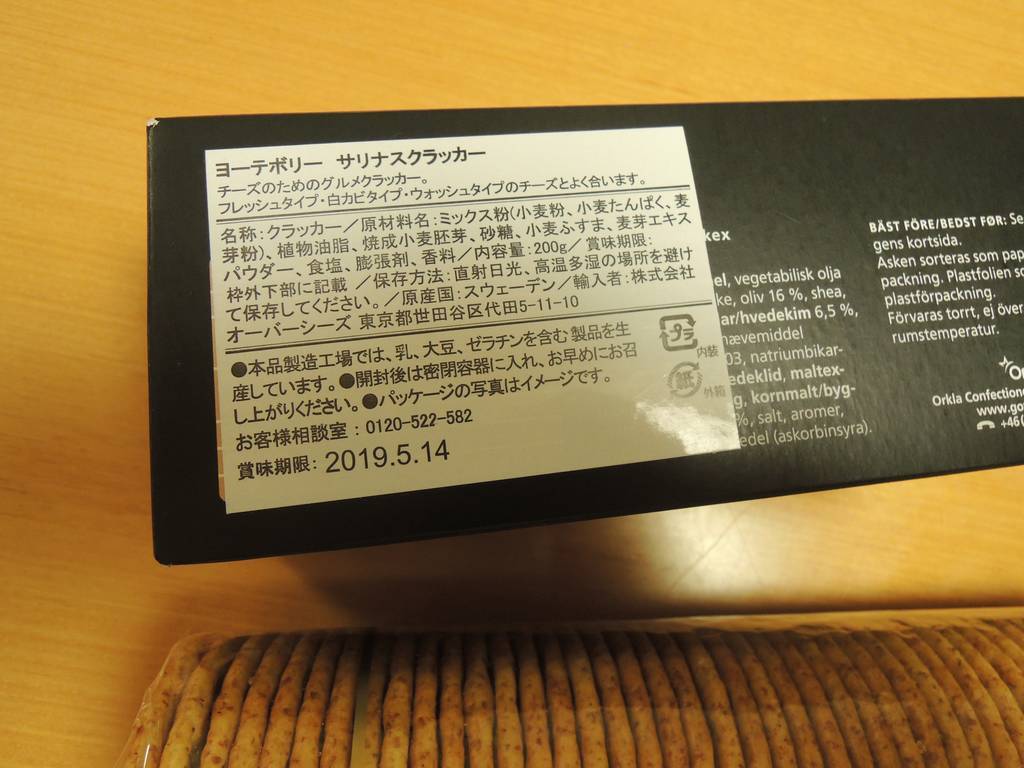 ヨーテボリー サリナスクラッカー
チーズのためのグルメクラッカー。
フレッシュタイプ・白カビタイプ・ウォッシュタイプのチーズとよく合います。
名称:クラッカー/原材料名:ミックス粉(小麦粉、小麦たんぱく、麦
芽粉)、植物油脂、焼成小麦胚芽、砂糖、小麦ふすま、麦芽エキス
パウダー、食塩、膨張剤、香料/内容量:200g/賞味期限:
枠外下部に記載/保存方法:直射日光、高温多湿の場所を避け
て保存してください。/原産国:スウェーデン/輸入者:株式会社
オーバーシーズ 東京都世田谷区代田5-11-10
●本品製造工場では、乳、大豆、ゼラチンを含む製品を生
産しています。●開封後は密閉容器に入れ、お早めにお召
し上がりください。●パッケージの写真はイメージです。
お客様相談室:0120-522-582
賞味期限:2019.5.14
プラ
内装
紙
外箱
kex
el, vegetabilisk olja
ke, oliv 16 %, shea,
ar/hvedekim 6,5 %,
hævemiddel
03, natriumbikar-
edeklid, maltex-
g, kornmalt/byg-
%, salt, aromer,
edel (askorbinsyra).
BÄST FÖRE/BEDST FØR: Se
gens kortsida.
Asken sorteras som pap
packning. Plastfolien so
plastförpackning.
Förvaras torrt, ej över
rumstemperatur.
Or
Orkla Confection
www.go
+46(